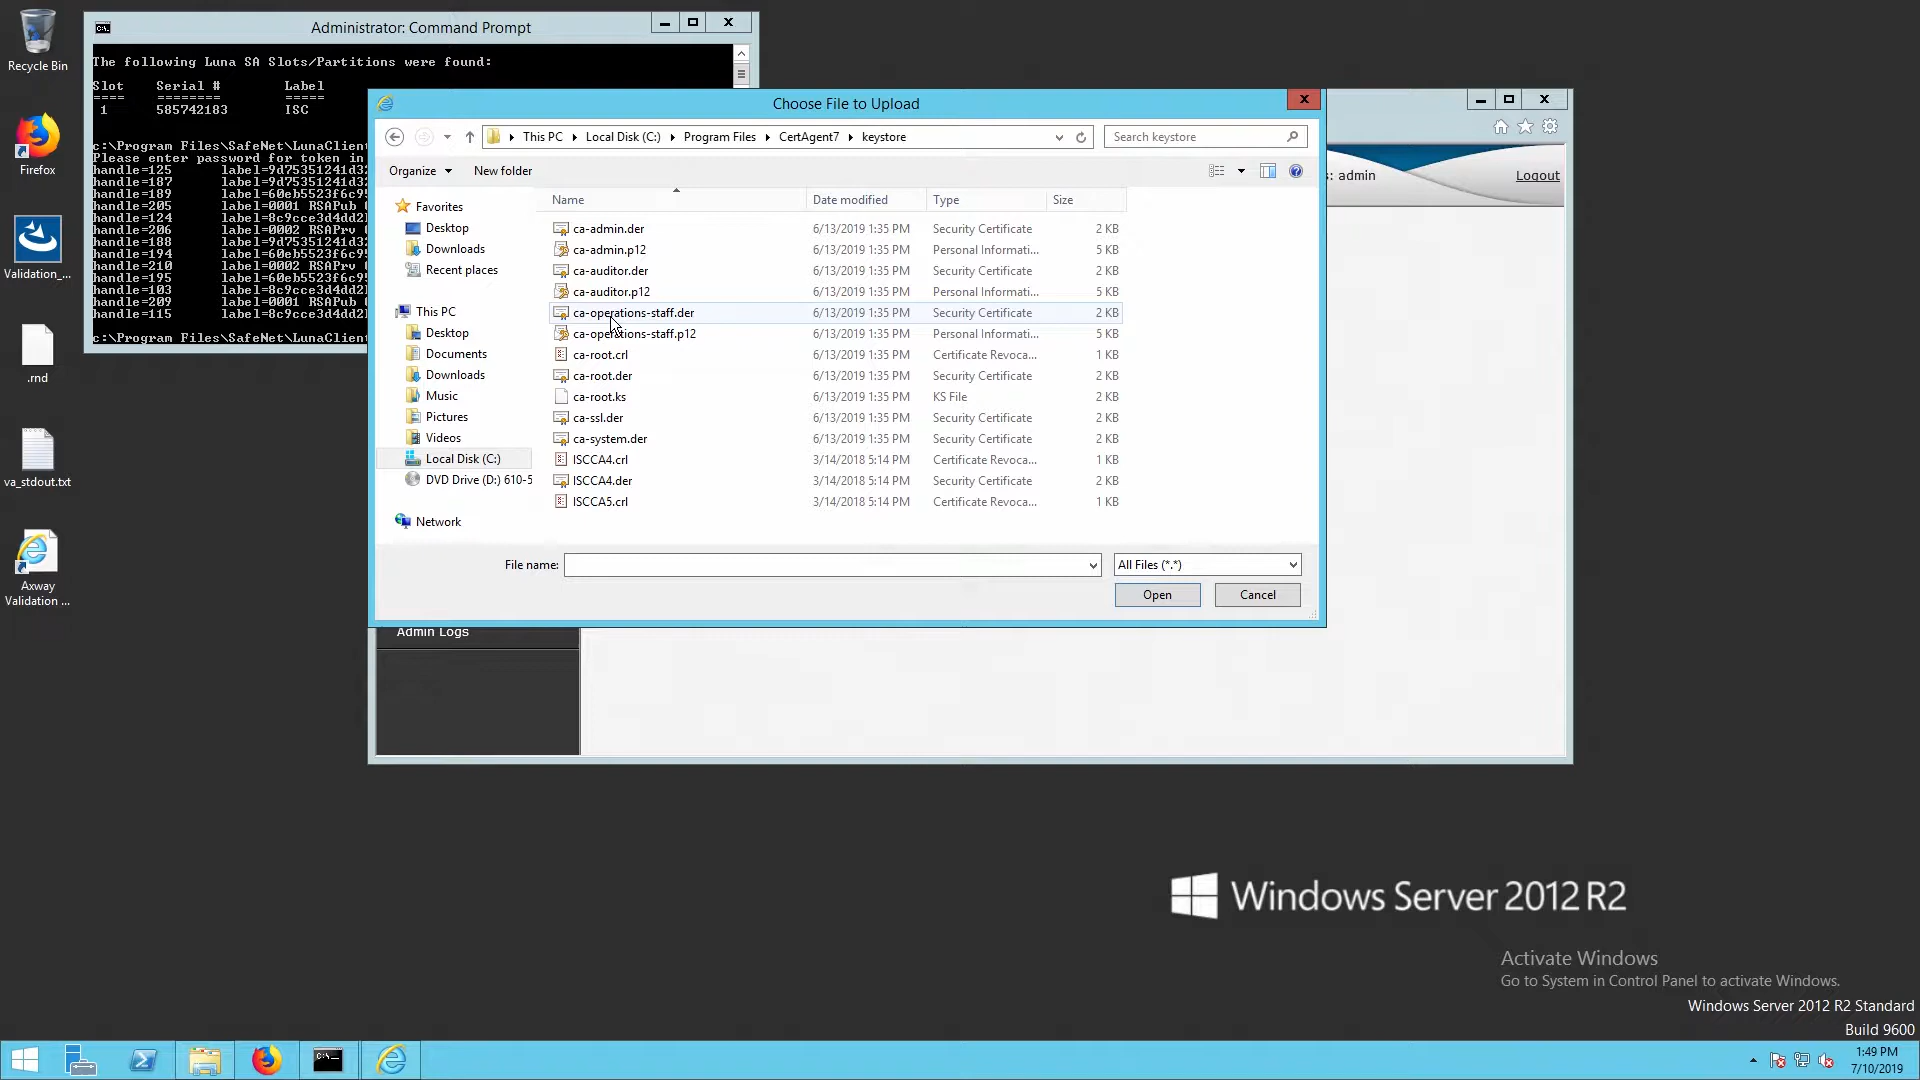 Recycle Bin
Firefox
Validation_...
.rnd
va_stdout.txt
Axway
Validation ...
Administrator: Command Prompt
The following Luna SA Slots/Partitions were found:
Slot Serial # Label
==== ======== =====
1 585742183 ISC
c:\Program Files\SafeNet\LunaClient
Please enter password for token in
handle=125 label=9d75351241d32
handle=187 label=9d75351241d32
handle=189 label=60eb5523f6c95
handle=205 label=0001 RSAPub
handle=124 label=8c9cce3d4dd2
handle=206 label=0002 RSAPrv
handle=188 label=9d75351241d32
handle=194 label=60eb5523f6c95
handle=210 label=0002 RSAPrv
handle=195 label=60eb5523f6c95
handle=103 label=8c9cce3d4dd2
handle=209 label=0001 RSAPub
handle=115 label=8c9cce3d4dd2
c:\Program Files\SafeNet\LunaClient
Choose File to Upload
This PC Local Disk (C:) Program Files CertAgent7 keystore
Search keystore
Organize New folder
Favorites
Desktop
Downloads
Recent places
This PC
Desktop
Documents
Downloads
Music
Pictures
Videos
Local Disk (C:)
DVD Drive (D:) 610-5
Network
Name Date modified Type Size
ca-admin.der 6/13/2019 1:35 PM Security Certificate 2 KB
ca-admin.p12 6/13/2019 1:35 PM Personal Informati... 5 KB
ca-auditor.der 6/13/2019 1:35 PM Security Certificate 2 KB
ca-auditor.p12 6/13/2019 1:35 PM Personal Informati... 5 KB
ca-operations-staff.der 6/13/2019 1:35 PM Security Certificate 2 KB
ca-operations-staff.p12 6/13/2019 1:35 PM Personal Informati... 5 KB
ca-root.crl 6/13/2019 1:35 PM Certificate Revoca... 1 KB
ca-root.der 6/13/2019 1:35 PM Security Certificate 2 KB
ca-root.ks 6/13/2019 1:35 PM KS File 2 KB
ca-ssl.der 6/13/2019 1:35 PM Security Certificate 2 KB
ca-system.der 6/13/2019 1:35 PM Security Certificate 2 KB
ISCCA4.crl 3/14/2018 5:14 PM Certificate Revoca... 1 KB
ISCCA4.der 3/14/2018 5:14 PM Security Certificate 2 KB
ISCCA5.crl 3/14/2018 5:14 PM Certificate Revoca... 1 KB
File name: All Files (*.*)
Open Cancel
: admin Logout
Admin Logs
Windows Server 2012 R2
Activate Windows
Go to System in Control Panel to activate Windows.
Windows Server 2012 R2 Standard
Build 9600
1:49 PM
7/10/2019